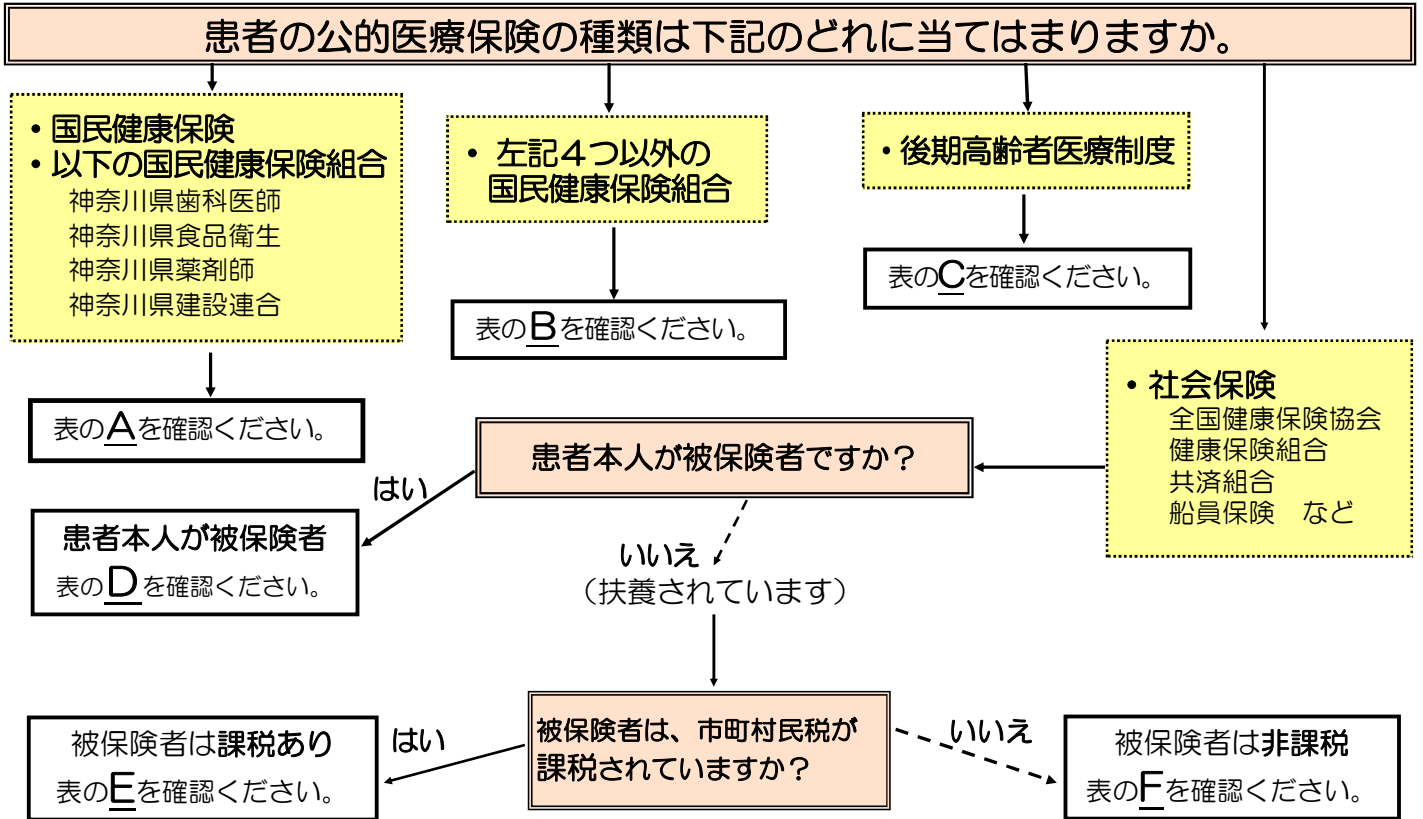 患者の公的医療保険の種類は下記のどれに当てはまりますか。
・国民健康保険
・以下の国民健康保険組合
神奈川県歯科医師
神奈川県食品衛生
神奈川県薬剤師
神奈川県建設連合
表のAを確認ください。
・左記4つ以外の
国民健康保険組合
表のBを確認ください。
・後期高齢者医療制度
表のCを確認ください。
・社会保険
全国健康保険協会
健康保険組合
共済組合
船員保険 など
患者本人が被保険者ですか？
はい
患者本人が被保険者
表のDを確認ください。
いいえ
（扶養されています）
被保険者は、市町村民税が
課税されていますか？
はい
被保険者は課税あり
表のEを確認ください。
いいえ
被保険者は非課税
表のFを確認ください。